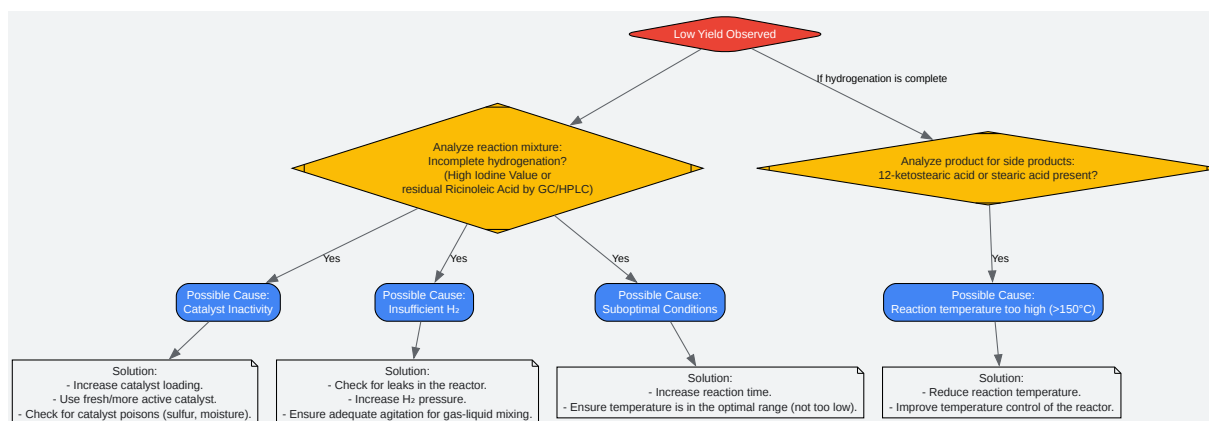 Low Yield Observed
If hydrogenation is complete
Analyze reaction mixture:
Incomplete hydrogenation?
(High Iodine Value or
residual Ricinoleic Acid by GC/HPLC)
Analyze product for side products:
12-ketostearic acid or stearic acid present?
Yes
Yes
Yes
Yes
Possible Cause:
Catalyst Inactivity
Possible Cause:
Insufficient H₂
Possible Cause:
Suboptimal Conditions
Possible Cause:
Reaction temperature too high (>150°C)
Solution:
- Increase catalyst loading.
- Use fresh/more active catalyst.
- Check for catalyst poisons (sulfur, moisture).
Solution:
- Check for leaks in the reactor.
- Increase H₂ pressure.
- Ensure adequate agitation for gas-liquid mixing.
Solution:
- Increase reaction time.
- Ensure temperature is in the optimal range (not too low).
Solution:
- Reduce reaction temperature.
- Improve temperature control of the reactor.